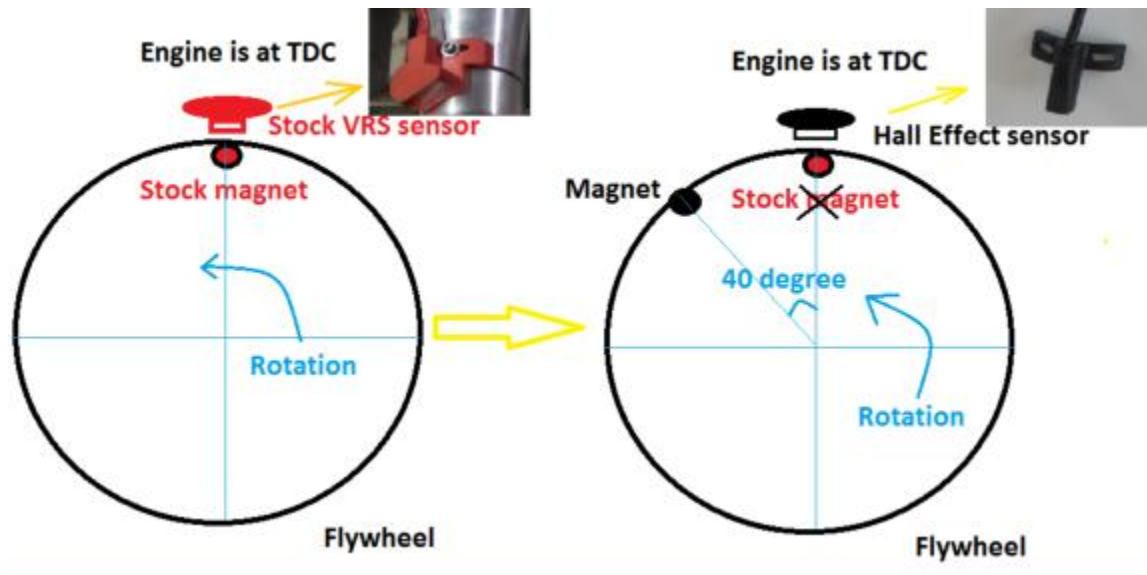 Engine is at TDC
Stock VRS sensor
Stock magnet
Rotation
Flywheel
Engine is at TDC
Hall Effect sensor
Magnet
Stock magnet
40 degree
Rotation
Flywheel